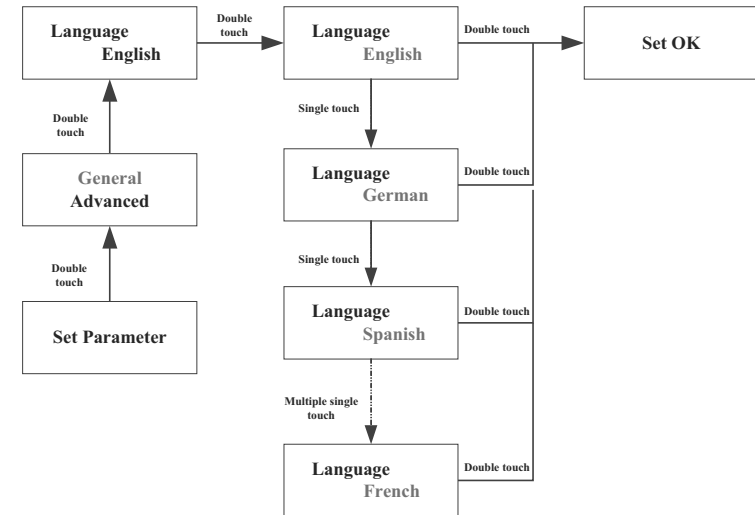 Language
English
Double
touch
Language
English
Double touch
Set OK
Double
touch
Single touch
General
Advanced
Language
German
Double touch
Double
touch
Single touch
Set Parameter
Language
Spanish
Double touch
Multiple single
touch
Language
French
Double touch